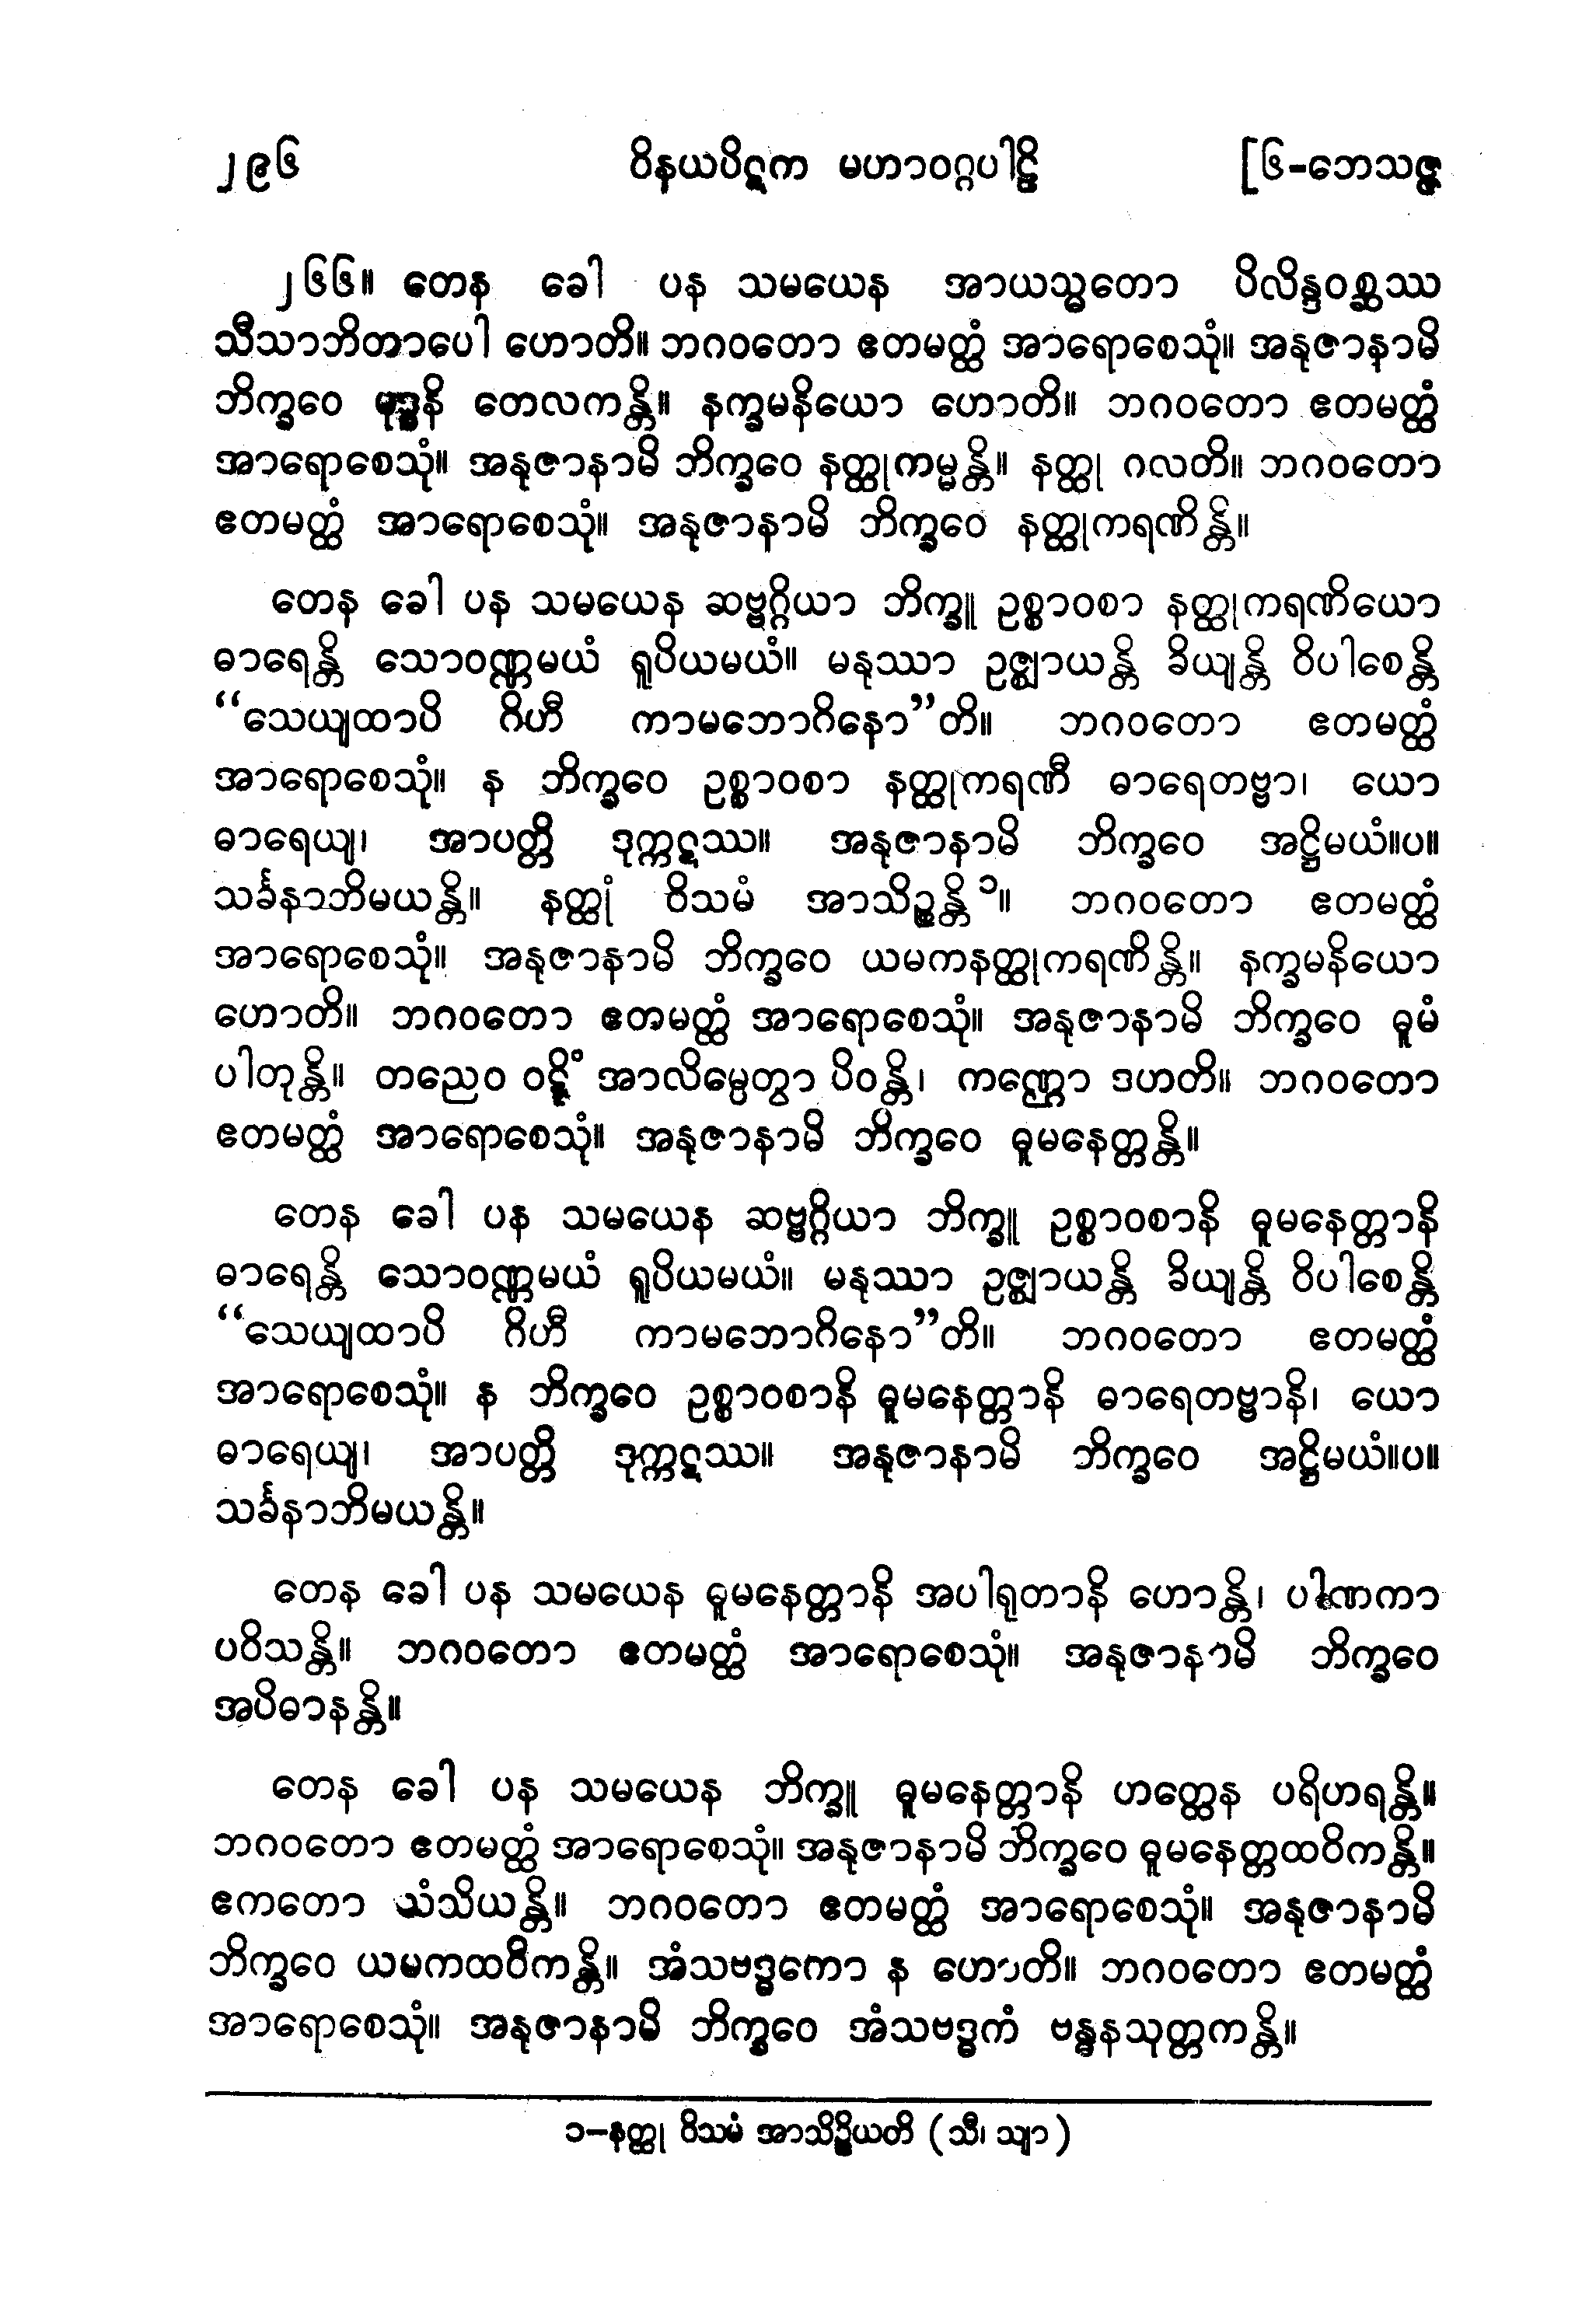 ၂၉၆ ဝိနယပိဋက မဟာဝဂ္ဂပါဠိ [၆-ဘေသဇ္ဇ
၂၆၆။ တေန ခေါ ပန သမယေန အာယသ္မတော ပိလိန္ဒဝစ္ဆဿ
သီသာဘိတာပေါ ဟောတိ။ ဘဂဝတော ဧတမတ္ထံ အာရောစေသုံ။ အနုဇာနာမိ
ဘိက္ခဝေ မုဒ္ဓနိ တေလကန္တိ။ နက္ခမနိယော ဟောတိ။ ဘဂဝတော ဧတမတ္ထံ
အာရောစေသုံ။ အနုဇာနာမိ ဘိက္ခဝေ နတ္ထုကမ္မန္တိ။ နတ္ထု ဂလတိ။ ဘဂဝတော
ဧတမတ္ထံ အာရောစေသုံ။ အနုဇာနာမိ ဘိက္ခဝေ နတ္ထုကရဏိန္တိ။
တေန ခေါ ပန သမယေန ဆဗ္ဗဂ္ဂိယာ ဘိက္ခူ ဥစ္စာဝစာ နတ္ထုကရဏိယော
ဓာရေန္တိ သောဝဏ္ဏမယံ ရူပိယမယံ။ မနုဿာ ဥဇ္ဈာယန္တိ ခိယျန္တိ ဝိပါစေန္တိ
“သေယျထာပိ ဂိဟီ ကာမဘောဂိနော”တိ။ ဘဂဝတော ဧတမတ္ထံ
အာရောစေသုံ။ န ဘိက္ခဝေ ဥစ္စာဝစာ နတ္ထုကရဏီ ဓာရေတဗ္ဗာ၊ ယော
ဓာရေယျ၊ အာပတ္တိ ဒုက္ကဋဿ။ အနုဇာနာမိ ဘိက္ခဝေ အဋ္ဌိမယံ။ပ။
သင်္ခနာဘိမယန္တိ။ နတ္ထုံ ဝိသမံ အာသိဉ္စန္တိ ၁။ ဘဂဝတော ဧတမတ္ထံ
အာရောစေသုံ။ အနုဇာနာမိ ဘိက္ခဝေ ယမကနတ္ထုကရဏိန္တိ။ နက္ခမနိယော
ဟောတိ။ ဘဂဝတော ဧတမတ္ထံ အာရောစေသုံ။ အနုဇာနာမိ ဘိက္ခဝေ ဓူမံ
ပါတုန္တိ။ တညေဝ ဝဋ္ဋိံ အာလိမ္ပေတွာ ပိဝန္တိ၊ ကဏ္ဌော ဒဟတိ။ ဘဂဝတော
ဧတမတ္ထံ အာရောစေသုံ။ အနုဇာနာမိ ဘိက္ခဝေ ဓူမနေတ္တန္တိ။
တေန ခေါ ပန သမယေန ဆဗ္ဗဂ္ဂိယာ ဘိက္ခူ ဥစ္စာဝစာနိ ဓူမနေတ္တာနိ
ဓာရေန္တိ သောဝဏ္ဏမယံ ရူပိယမယံ။ မနုဿာ ဥဇ္ဈာယန္တိ ခိယျန္တိ ဝိပါစေန္တိ
“သေယျထာပိ ဂိဟီ ကာမဘောဂိနော”တိ။ ဘဂဝတော ဧတမတ္ထံ
အာရောစေသုံ။ န ဘိက္ခဝေ ဥစ္စာဝစာနိ ဓူမနေတ္တာနိ ဓာရေတဗ္ဗာနိ၊ ယော
ဓာရေယျ၊ အာပတ္တိ ဒုက္ကဋဿ။ အနုဇာနာမိ ဘိက္ခဝေ အဋ္ဌိမယံ။ပ။
သင်္ခနာဘိမယန္တိ။
တေန ခေါ ပန သမယေန ဓူမနေတ္တာနိ အပါရုတာနိ ဟောန္တိ၊ ပါဏကာ
ပဝိသန္တိ။ ဘဂဝတော ဧတမတ္ထံ အာရောစေသုံ။ အနုဇာနာမိ ဘိက္ခဝေ
အပိဓာနန္တိ။
တေန ခေါ ပန သမယေန ဘိက္ခူ ဓူမနေတ္တာနိ ဟတ္ထေန ပရိဟရန္တိ။
ဘဂဝတော ဧတမတ္ထံ အာရောစေသုံ။ အနုဇာနာမိ ဘိက္ခဝေ ဓူမနေတ္တထဝိကန္တိ။
ဧကတော ဃံသိယန္တိ။ ဘဂဝတော ဧတမတ္ထံ အာရောစေသုံ။ အနုဇာနာမိ
ဘိက္ခဝေ ယမကထဝိကန္တိ။ အံသဗဒ္ဓကော န ဟောတိ။ ဘဂဝတော ဧတမတ္ထံ
အာရောစေသုံ။ အနုဇာနာမိ ဘိက္ခဝေ အံသဗဒ္ဓကံ ဗန္ဓနသုတ္တကန္တိ။
၁-နတ္ထု ဝိသမံ အာသိဉ္စိယတိ (သီ၊ သျာ)